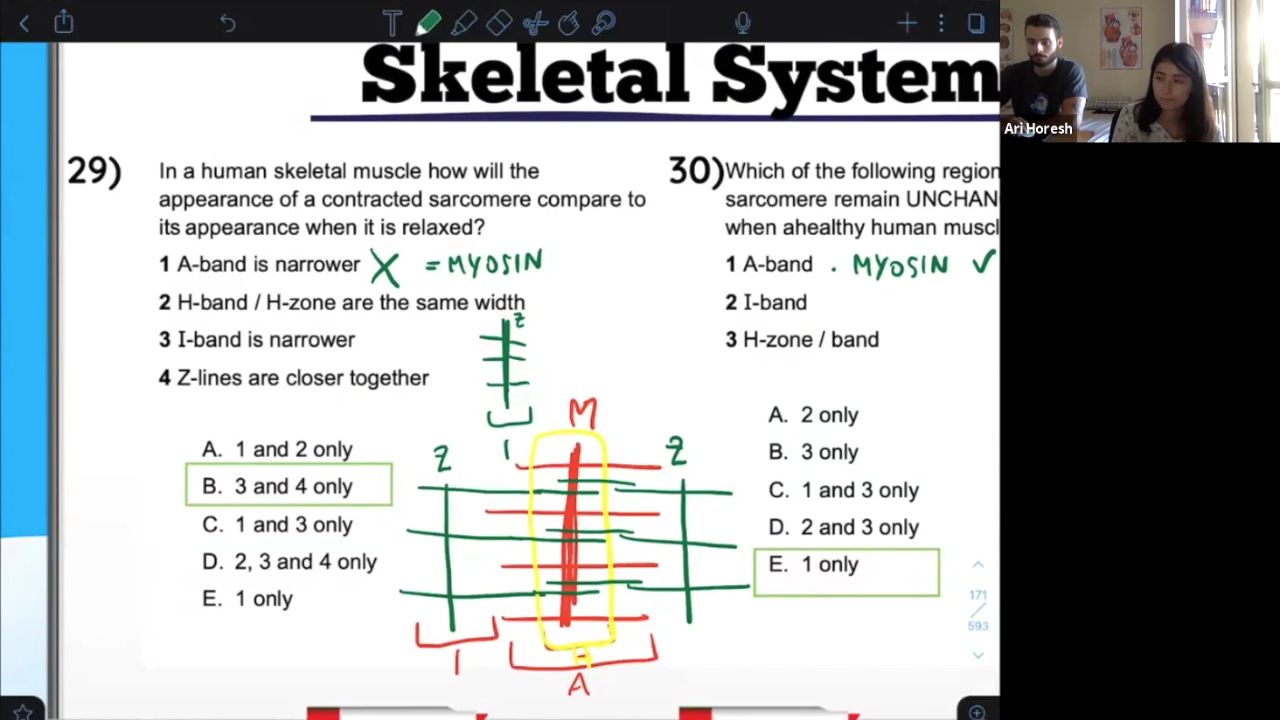 Skeletal System
29)
In a human skeletal muscle how will the
appearance of a contracted sarcomere compare to
its appearance when it is relaxed?
1 A-band is narrower X = MYOSIN
2 H-band / H-zone are the same width
3 I-band is narrower
4 Z-lines are closer together
A. 1 and 2 only
B. 3 and 4 only
C. 1 and 3 only
D. 2, 3 and 4 only
E. 1 only
Z
I
M
Z
Z
I
H
A
30)
Which of the following region
sarcomere remain UNCHAN
when ahealthy human muscl
1 A-band . MYOSIN ✓
2 I-band
3 H-zone / band
A. 2 only
B. 3 only
C. 1 and 3 only
D. 2 and 3 only
E. 1 only
171
593
Ari Horesh